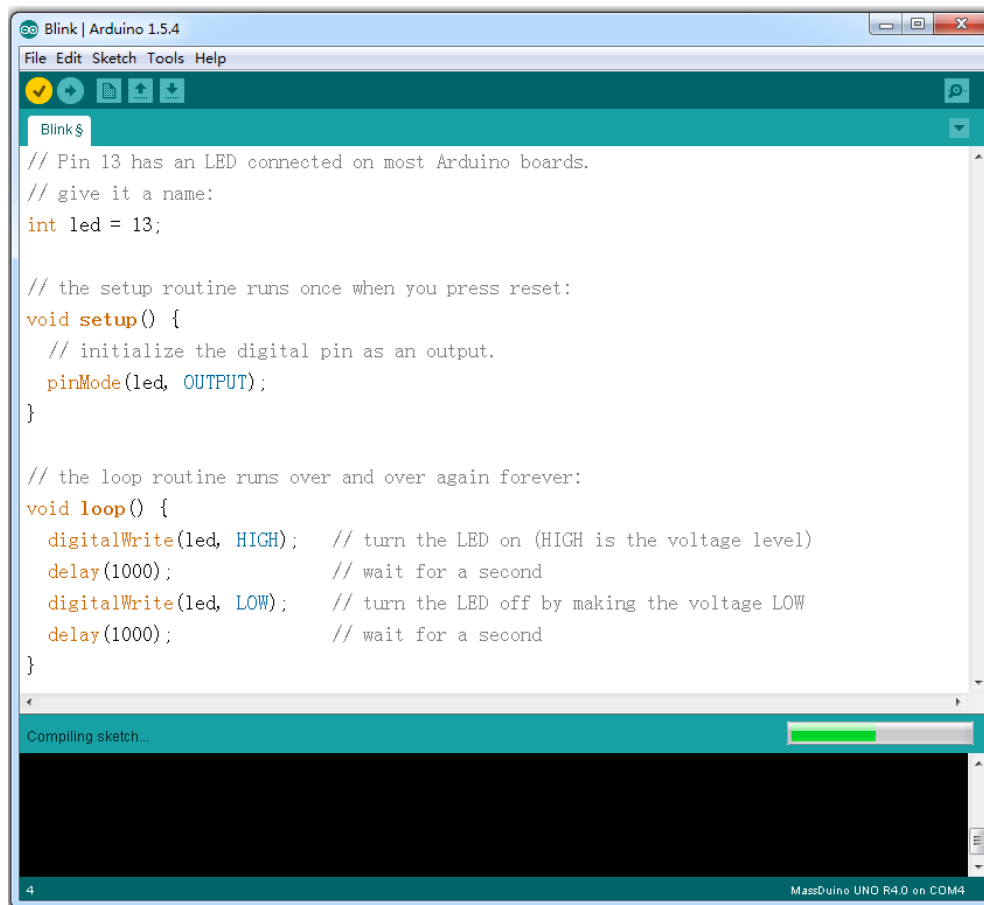 Blink | Arduino 1.5.4
File Edit Sketch Tools Help
Blink §
// Pin 13 has an LED connected on most Arduino boards.
// give it a name:
int led = 13;
// the setup routine runs once when you press reset:
void setup() {
  // initialize the digital pin as an output.
  pinMode(led, OUTPUT);
}
// the loop routine runs over and over again forever:
void loop() {
  digitalWrite(led, HIGH);   // turn the LED on (HIGH is the voltage level)
  delay(1000);               // wait for a second
  digitalWrite(led, LOW);    // turn the LED off by making the voltage LOW
  delay(1000);               // wait for a second
}
Compiling sketch...
4 MassDuino UNO R4.0 on COM4